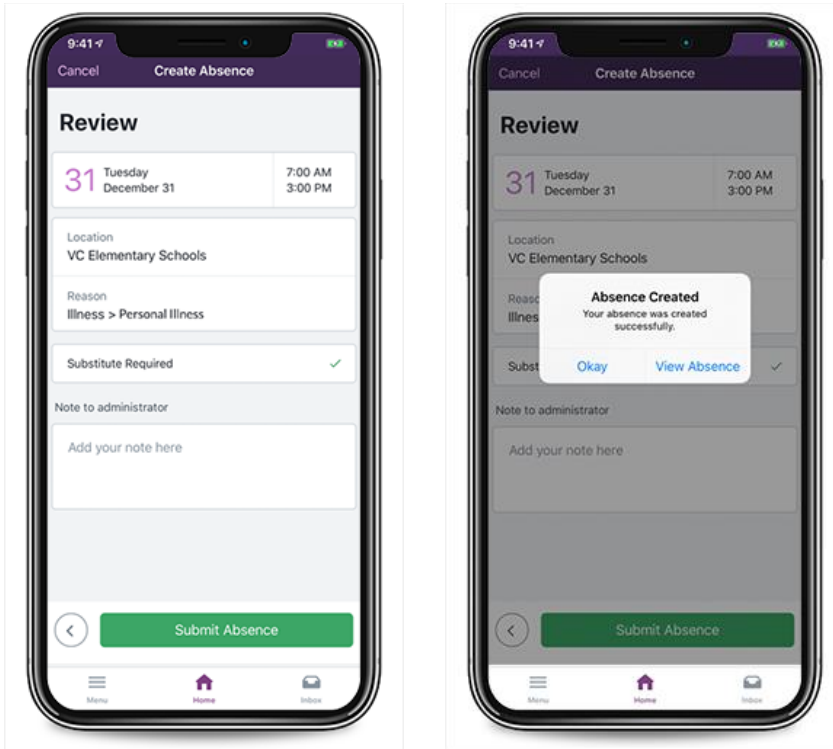 9:41
Cancel Create Absence
Review
31 Tuesday 7:00 AM
December 31 3:00 PM
Location
VC Elementary Schools
Reason
Illness > Personal Illness
Substitute Required
Note to administrator
Add your note here
Submit Absence
Menu Home Inbox
9:41
Cancel Create Absence
Review
31 Tuesday 7:00 AM
December 31 3:00 PM
Location
VC Elementary Schools
Reaso
Illnes
Absence Created
Your absence was created
successfully.
Subst
Okay View Absence
Note to administrator
Add your note here
Submit Absence
Menu Home Inbox